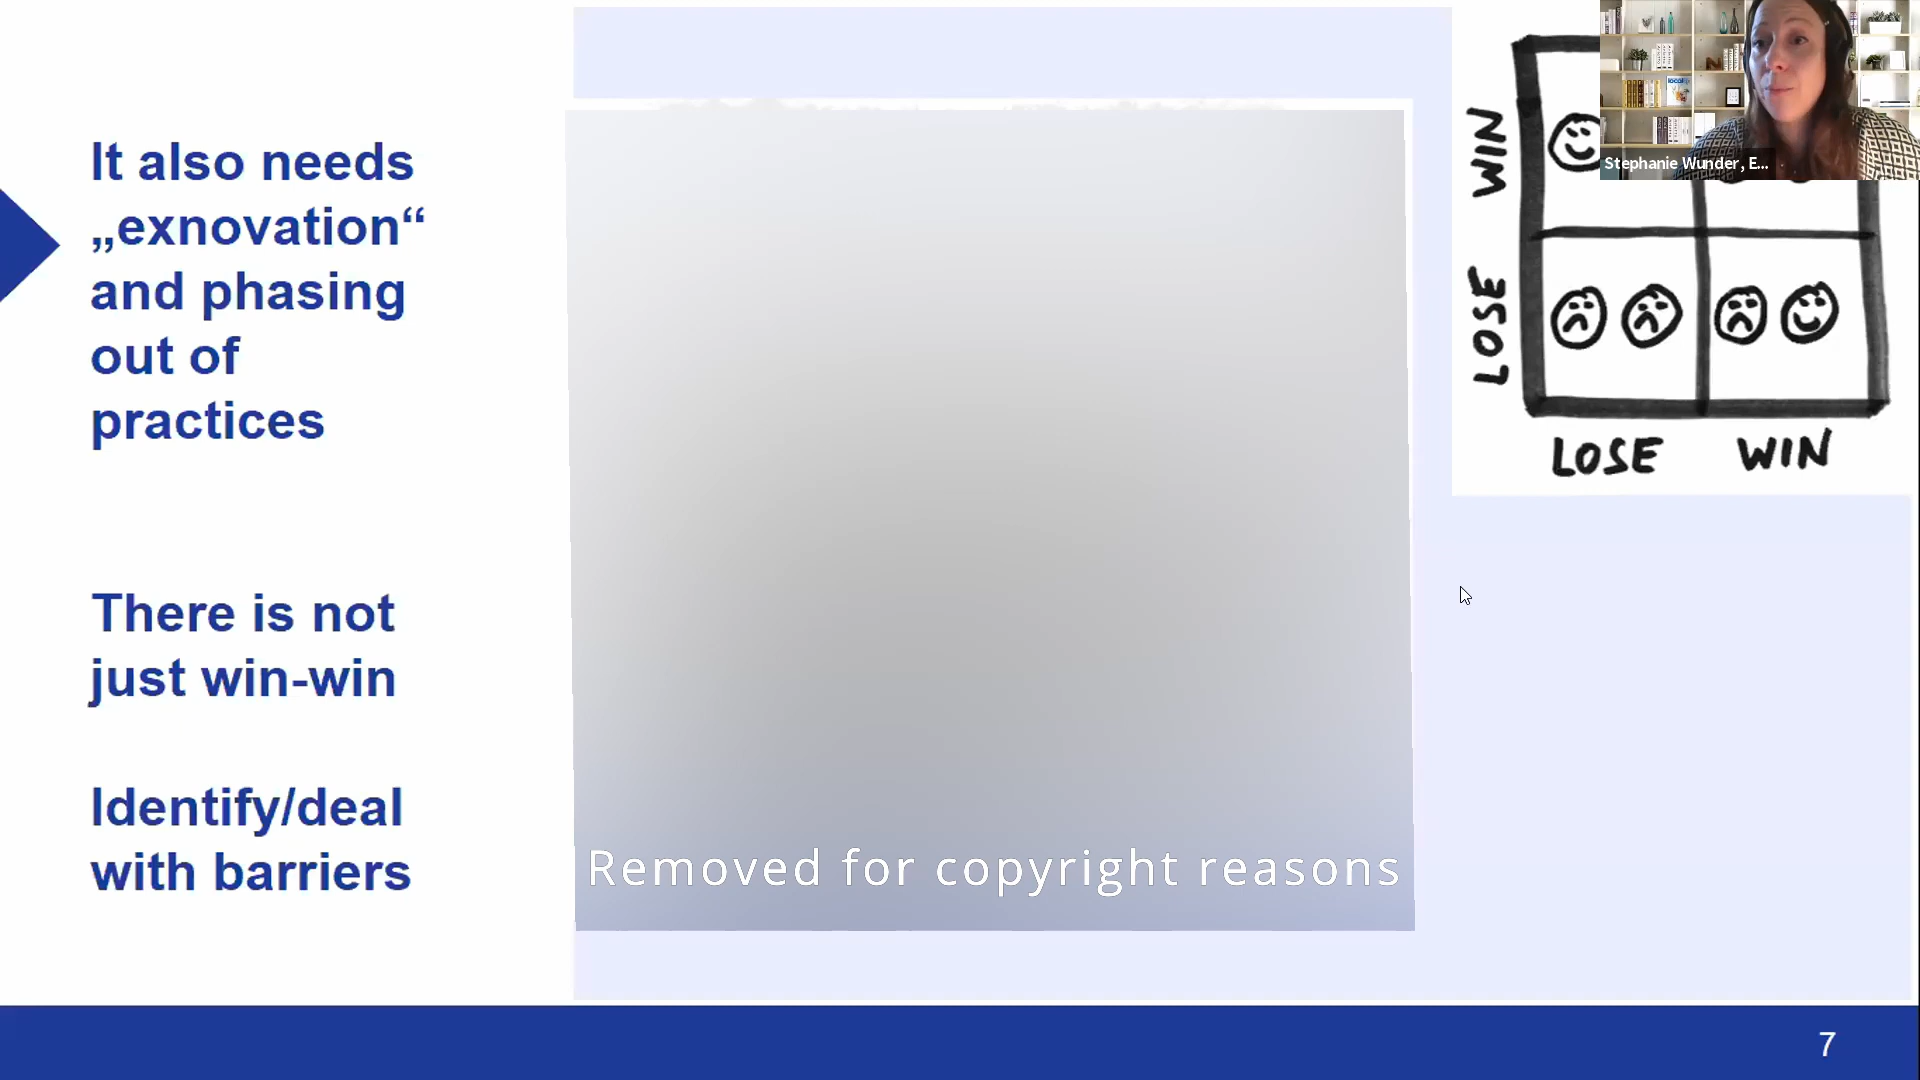 It also needs
„exnovation“
and phasing
out of
practices
There is not
just win-win
Identify/deal
with barriers
Removed for copyright reasons
WIN
LOSE
LOSE WIN
Stephanie Wunder, E...
7